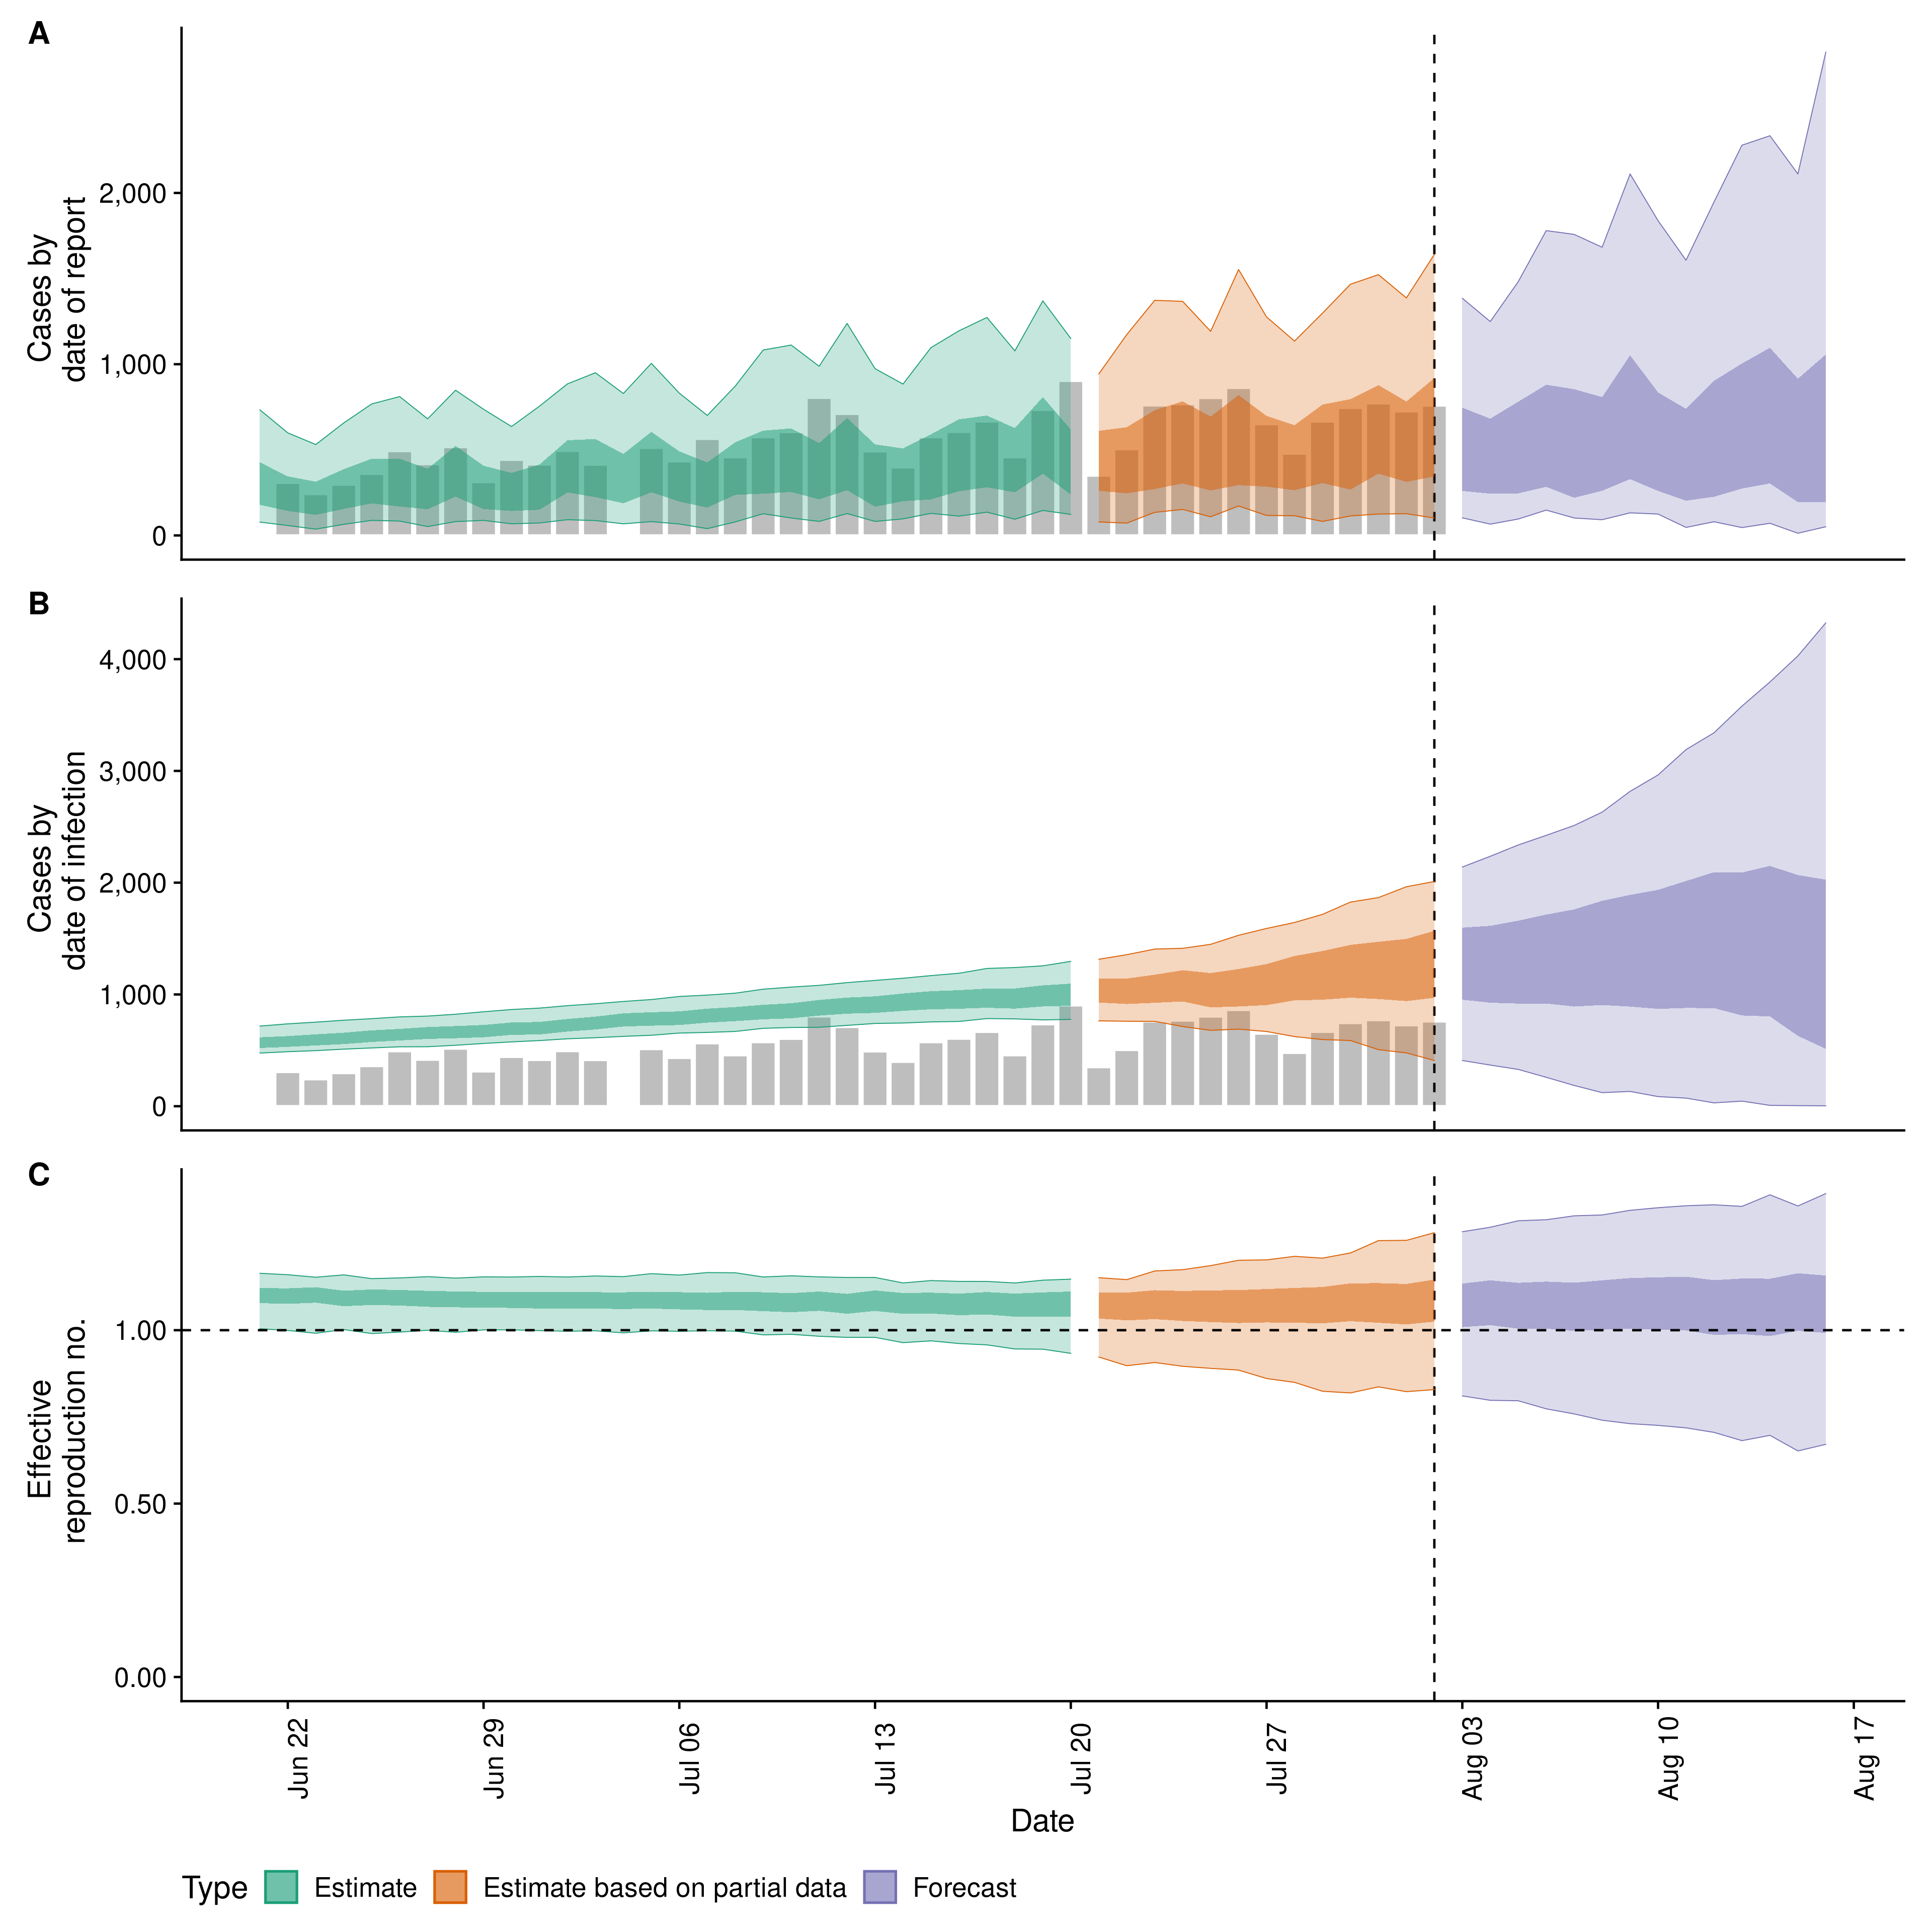 A
Cases by
date of report
2,000
1,000
0
B
Cases by
date of infection
4,000
3,000
2,000
1,000
0
C
Effective
reproduction no.
1.00
0.50
0.00
Jun 22
Jun 29
Jul 06
Jul 13
Jul 20
Jul 27
Aug 03
Aug 10
Aug 17
Date
Type Estimate Estimate based on partial data Forecast